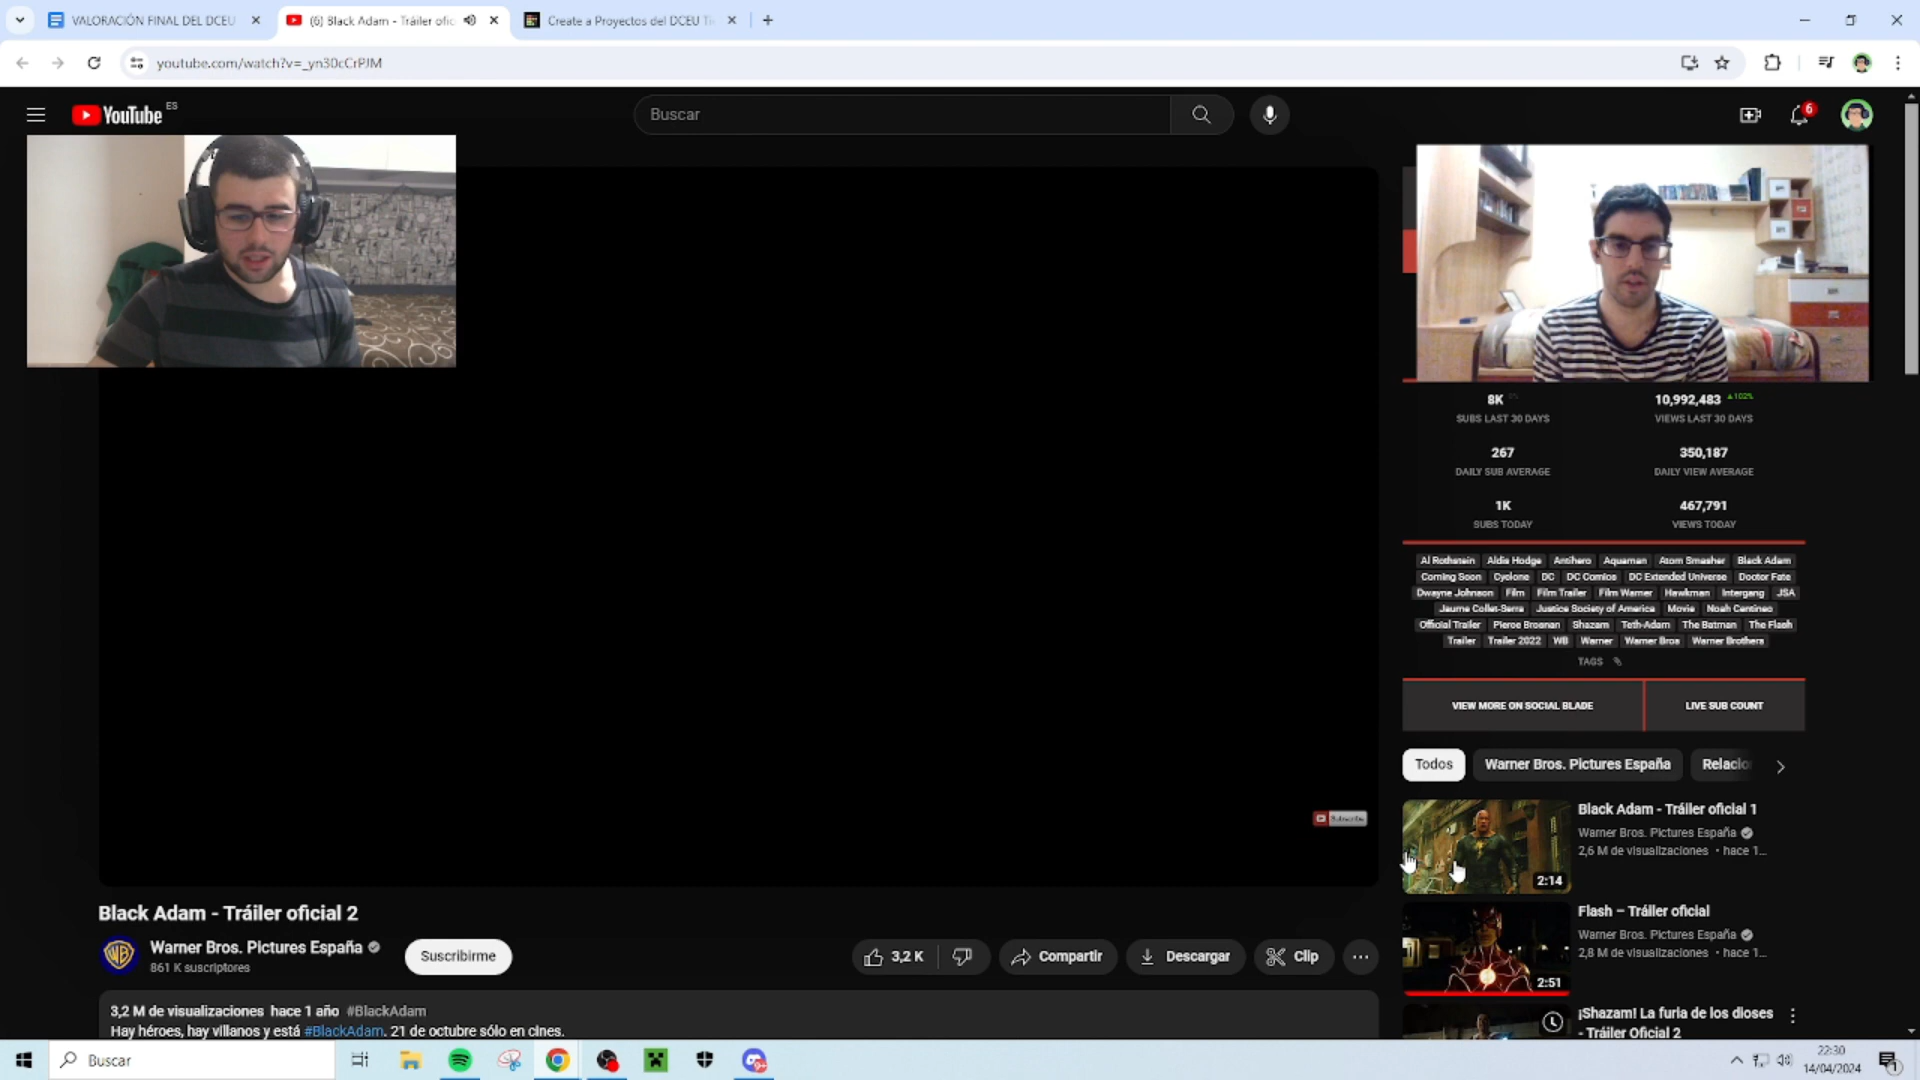 VALORACIÓN FINAL DEL DCEU
(6) Black Adam - Tráiler ofic
Create a Proyectos del DCEU Ti
youtube.com/watch?v=_yn30cCrPJM
YouTube ES
Buscar
6
8K 0%
10,992,483 ▲102%
SUBS LAST 30 DAYS
VIEWS LAST 30 DAYS
267
350,187
DAILY SUB AVERAGE
DAILY VIEW AVERAGE
1K
467,791
SUBS TODAY
VIEWS TODAY
Al Rothstein Aldis Hodge Antihero Aquaman Atom Smasher Black Adam
Coming Soon Cyclone DC DC Comics DC Extended Universe Doctor Fate
Dwayne Johnson Film Film Trailer Film Warner Hawkman Intergang JSA
Jaume Collet-Serra Justice Society of America Movie Noah Centineo
Official Trailer Pierce Brosnan Shazam Teth-Adam The Batman The Flash
Trailer Trailer 2022 WB Warner Warner Bros Warner Brothers
TAGS
VIEW MORE ON SOCIAL BLADE
LIVE SUB COUNT
Todos
Warner Bros. Pictures España
Relacio
Subscribe
Black Adam - Tráiler oficial 1
Warner Bros. Pictures España
2,6 M de visualizaciones • hace 1...
2:14
Flash – Tráiler oficial
Warner Bros. Pictures España
2,8 M de visualizaciones • hace 1...
2:51
¡Shazam! La furia de los dioses
- Tráiler Oficial 2
Black Adam - Tráiler oficial 2
WB
Warner Bros. Pictures España
861 K suscriptores
Suscribirme
3,2 K
Compartir
Descargar
Clip
3,2 M de visualizaciones hace 1 año #BlackAdam
Hay héroes, hay villanos y está #BlackAdam. 21 de octubre sólo en cines.
Buscar
22:30
14/04/2024
1